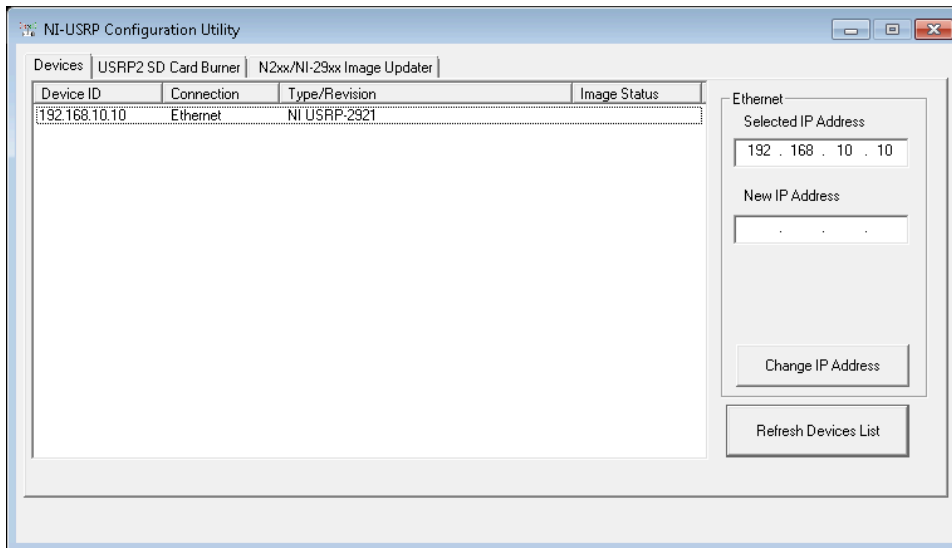 NI-USRP Configuration Utility
Devices USRP2 SD Card Burner N2xx/NI-29xx Image Updater
Device ID Connection Type/Revision Image Status
192.168.10.10 Ethernet NI USRP-2921
Ethernet
Selected IP Address
192 . 168 . 10 . 10
New IP Address
. . .
Change IP Address
Refresh Devices List